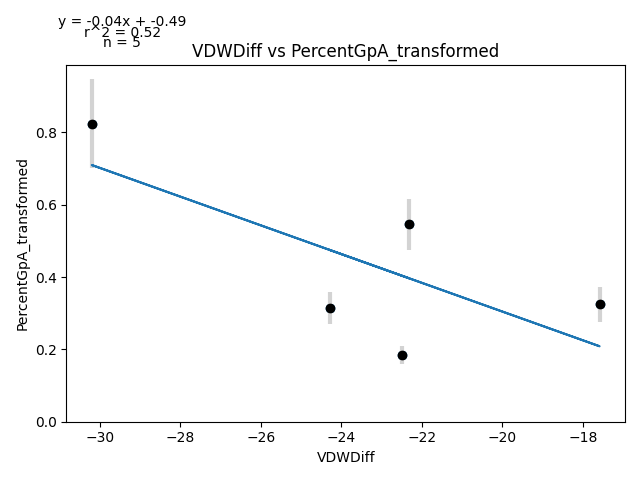 y = -0.04x + -0.49
r^2 = 0.52
n = 5
VDWDiff vs PercentGpA_transformed
PercentGpA_transformed
0.8
0.6
0.4
0.2
0.0
−30
−28
−26
−24
−22
−20
−18
VDWDiff